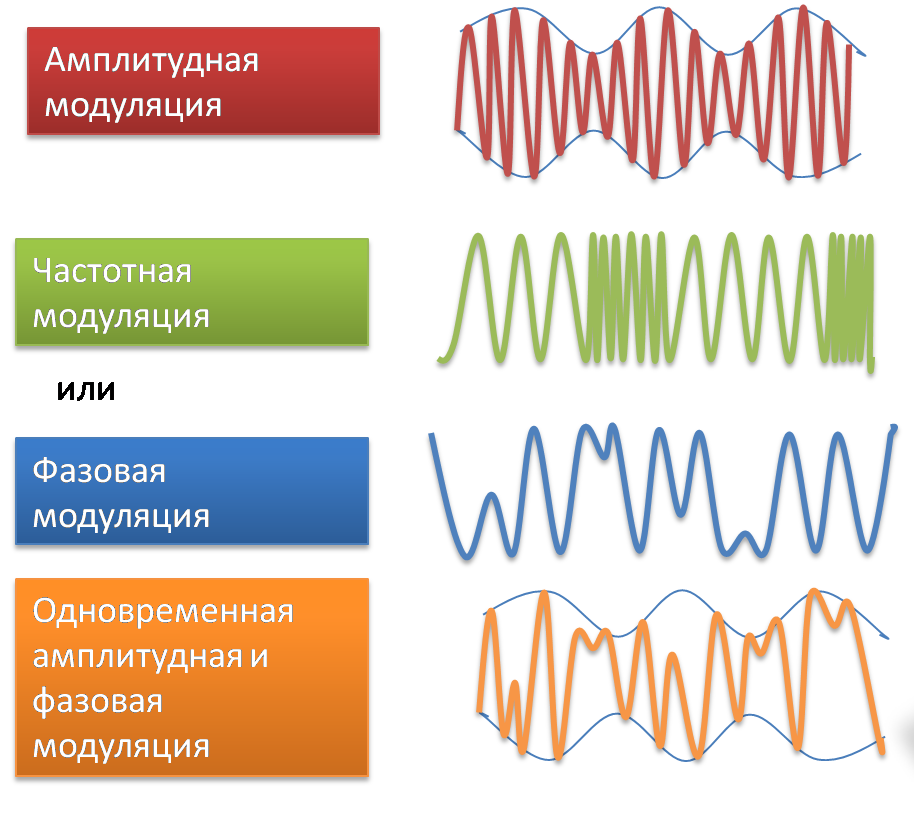 Амплитудная
модуляция
Частотная
модуляция
или
Фазовая
модуляция
Одновременная
амплитудная и
фазовая
модуляция